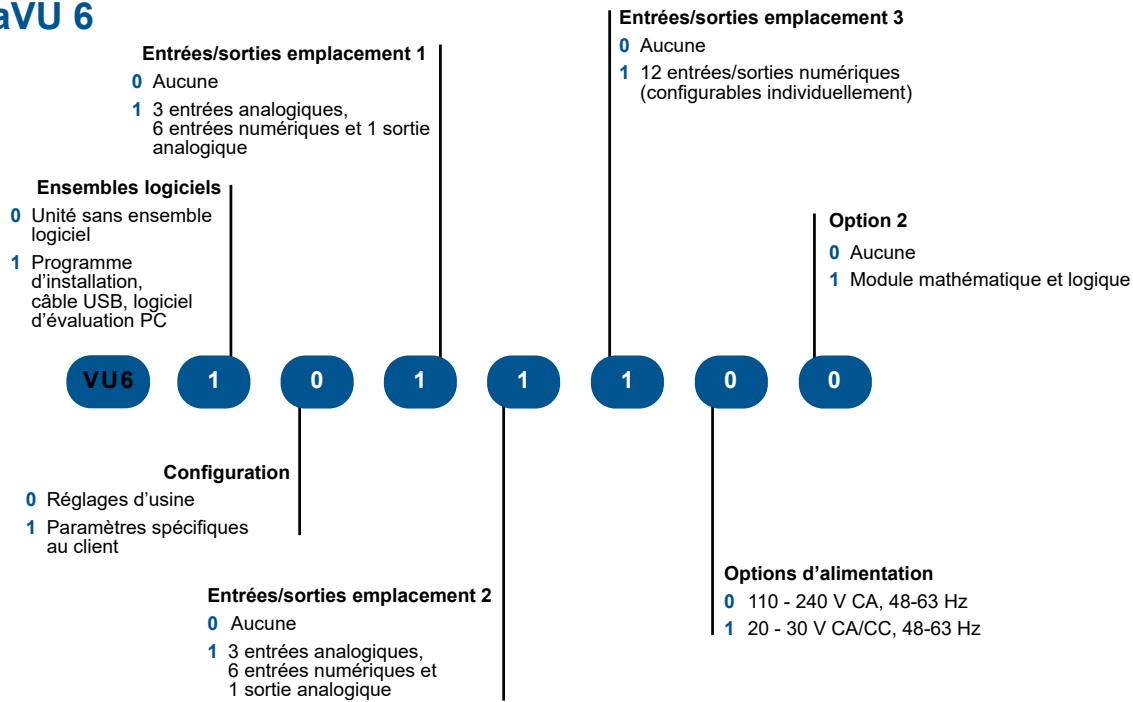 aVU 6
Entrées/sorties emplacement 1
0 Aucune
1 3 entrées analogiques,
6 entrées numériques et 1 sortie
analogique
Entrées/sorties emplacement 3
0 Aucune
1 12 entrées/sorties numériques
(configurables individuellement)
Ensembles logiciels
0 Unité sans ensemble
logiciel
1 Programme
d'installation,
câble USB, logiciel
d'évaluation PC
Option 2
0 Aucune
1 Module mathématique et logique
VU6 1 0 1 1 1 0 0
Configuration
0 Réglages d'usine
1 Paramètres spécifiques
au client
Entrées/sorties emplacement 2
0 Aucune
1 3 entrées analogiques,
6 entrées numériques et
1 sortie analogique
Options d'alimentation
0 110 - 240 V CA, 48-63 Hz
1 20 - 30 V CA/CC, 48-63 Hz